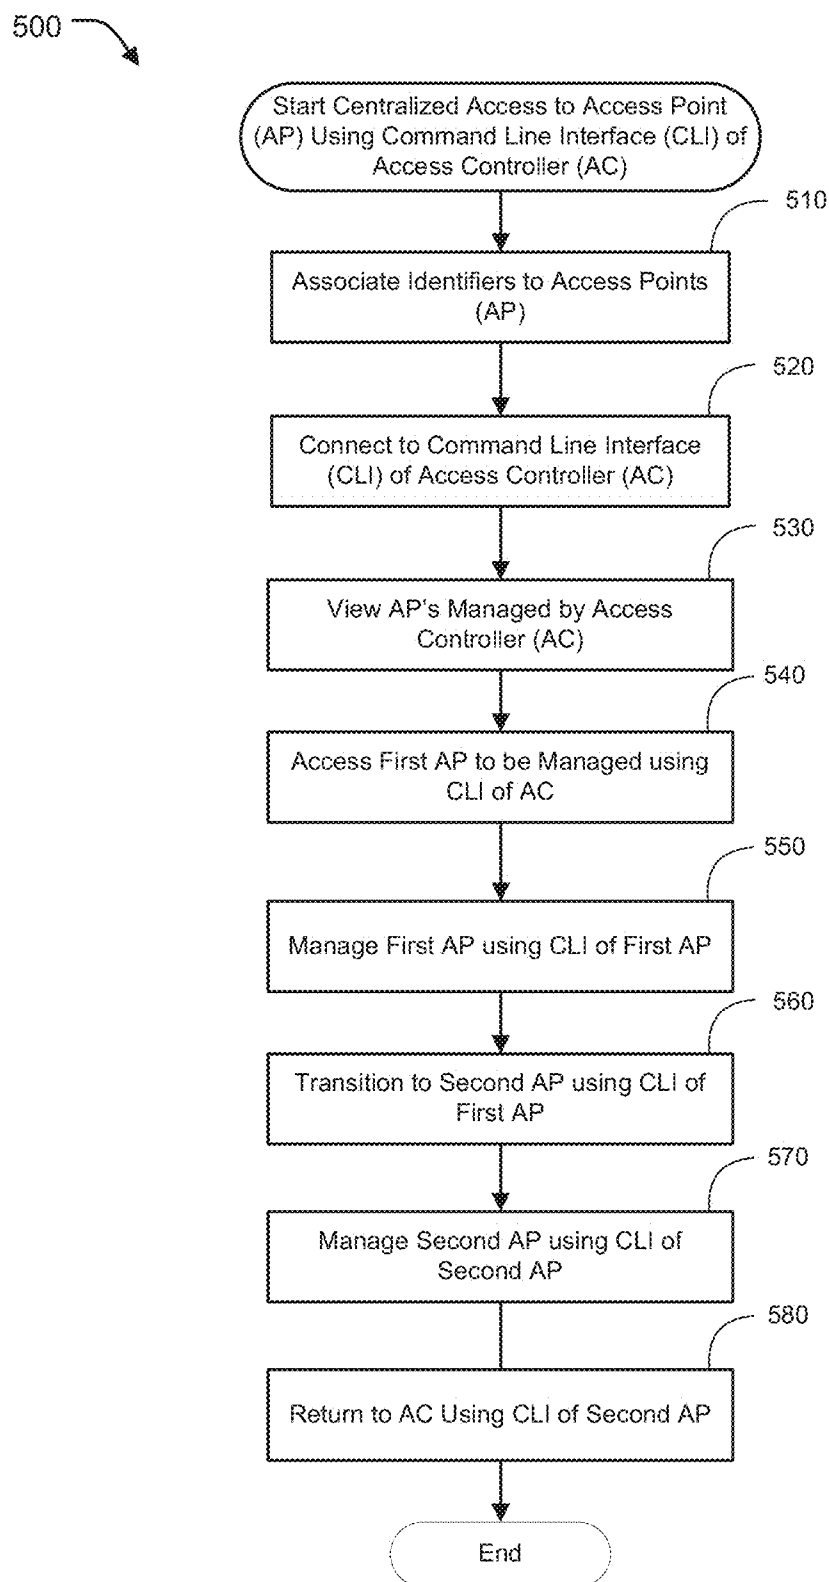 500
Start Centralized Access to Access Point
(AP) Using Command Line Interface (CLI) of
Access Controller (AC)
510
Associate Identifiers to Access Points
(AP)
520
Connect to Command Line Interface
(CLI) of Access Controller (AC)
530
View AP's Managed by Access
Controller (AC)
540
Access First AP to be Managed using
CLI of AC
550
Manage First AP using CLI of First AP
560
Transition to Second AP using CLI of
First AP
570
Manage Second AP using CLI of
Second AP
580
Return to AC Using CLI of Second AP
End